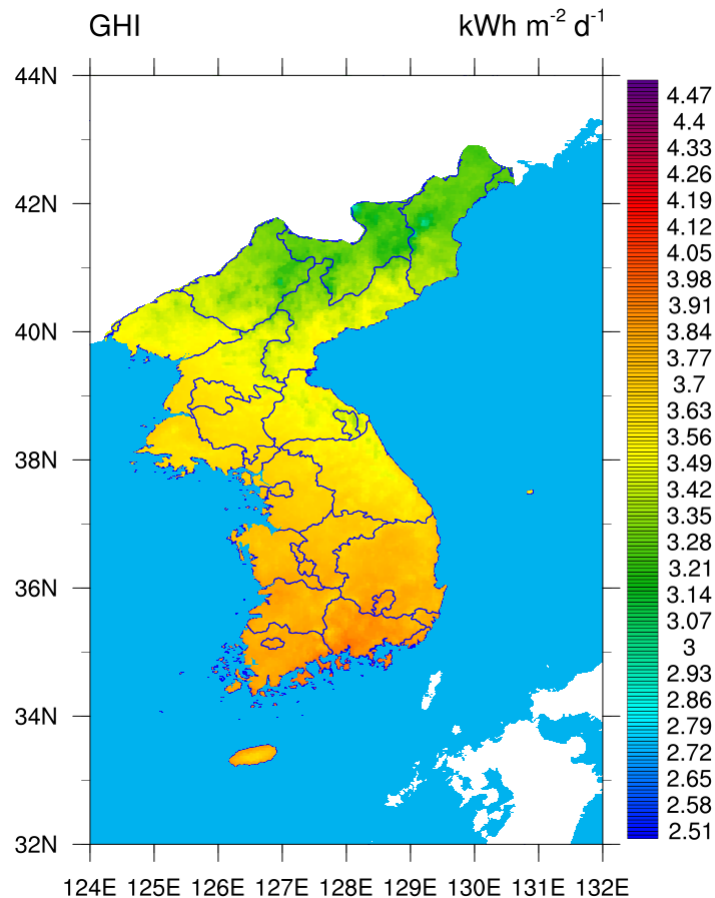 GHI
kWh m⁻² d⁻¹
44N
42N
40N
38N
36N
34N
32N
124E 125E 126E 127E 128E 129E 130E 131E 132E
4.47
4.4
4.33
4.26
4.19
4.12
4.05
3.98
3.91
3.84
3.77
3.7
3.63
3.56
3.49
3.42
3.35
3.28
3.21
3.14
3.07
3
2.93
2.86
2.79
2.72
2.65
2.58
2.51